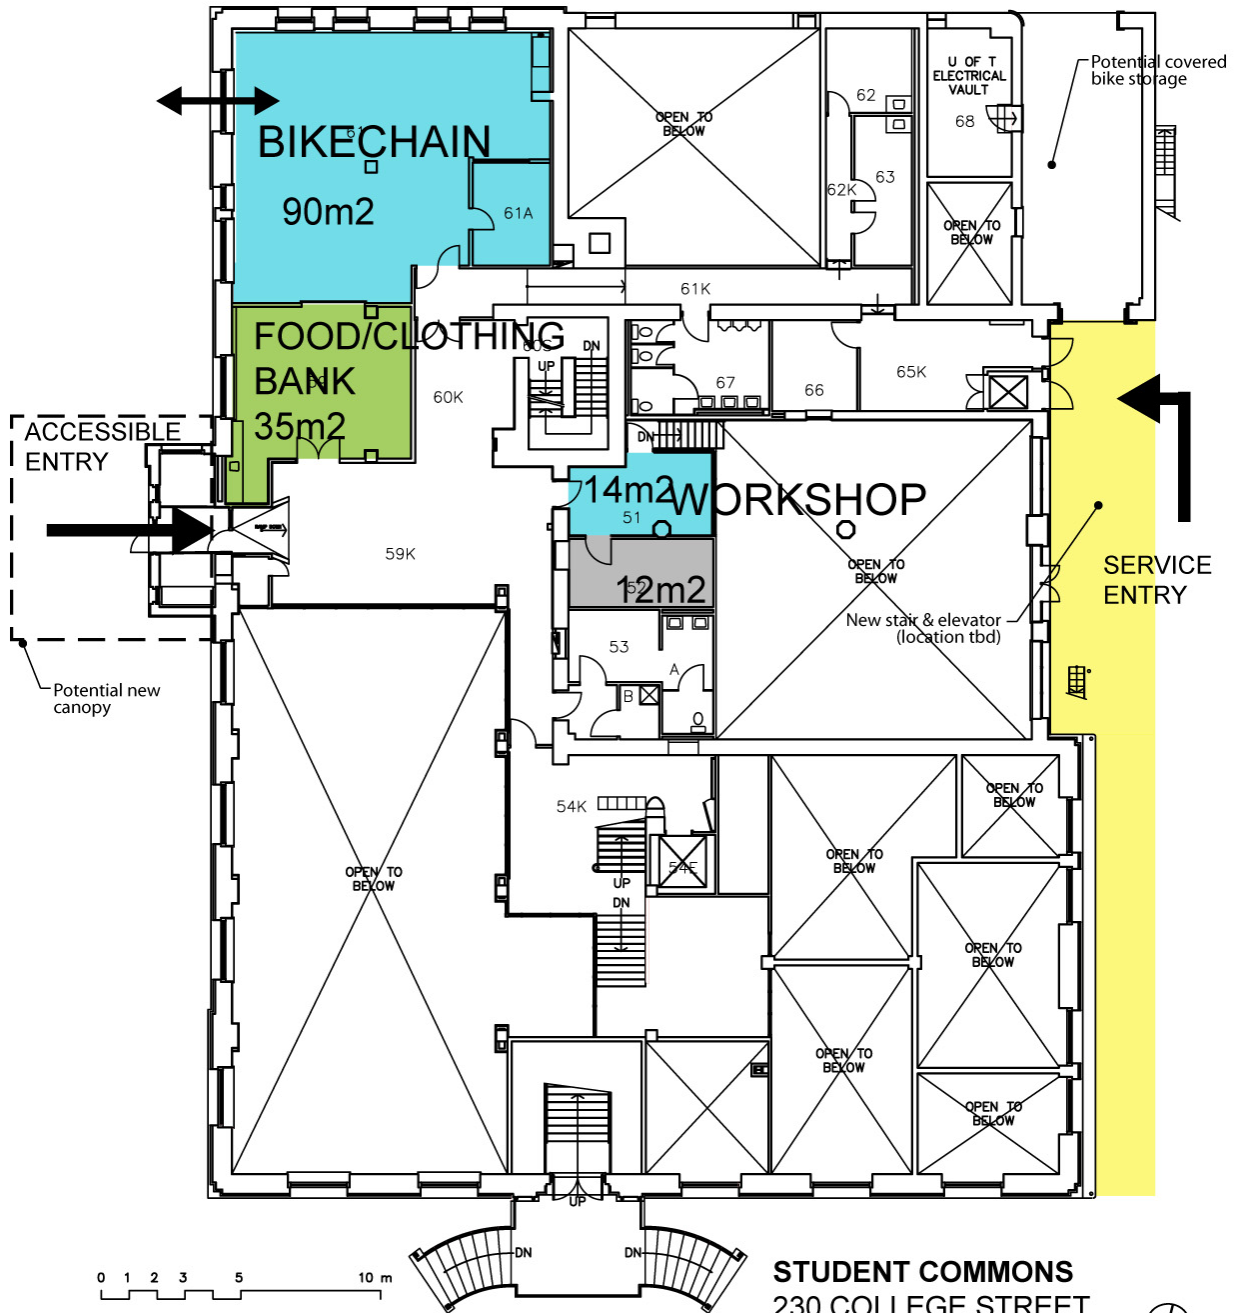 U OF T
ELECTRICAL
VAULT
68
Potential covered
bike storage
62
OPEN TO
BELOW
61
BIKECHAIN
90m2
62K
63
61A
OPEN TO
BELOW
61K
FOOD/CLOTHING
BANK
35m2
60S
DN
UP
60K
67
66
65K
ACCESSIBLE
ENTRY
DN
14m2
WORKSHOP
51
59K
OPEN TO
BELOW
SERVICE
ENTRY
52
12m2
New stair & elevator
(location tbd)
53
A
B
Potential new
canopy
54K
OPEN TO
BELOW
OPEN TO
BELOW
54E
OPEN TO
BELOW
UP
DN
OPEN TO
BELOW
OPEN TO
BELOW
OPEN TO
BELOW
UP
DN
DN
0 1 2 3 5 10 m
STUDENT COMMONS
230 COLLEGE STREET